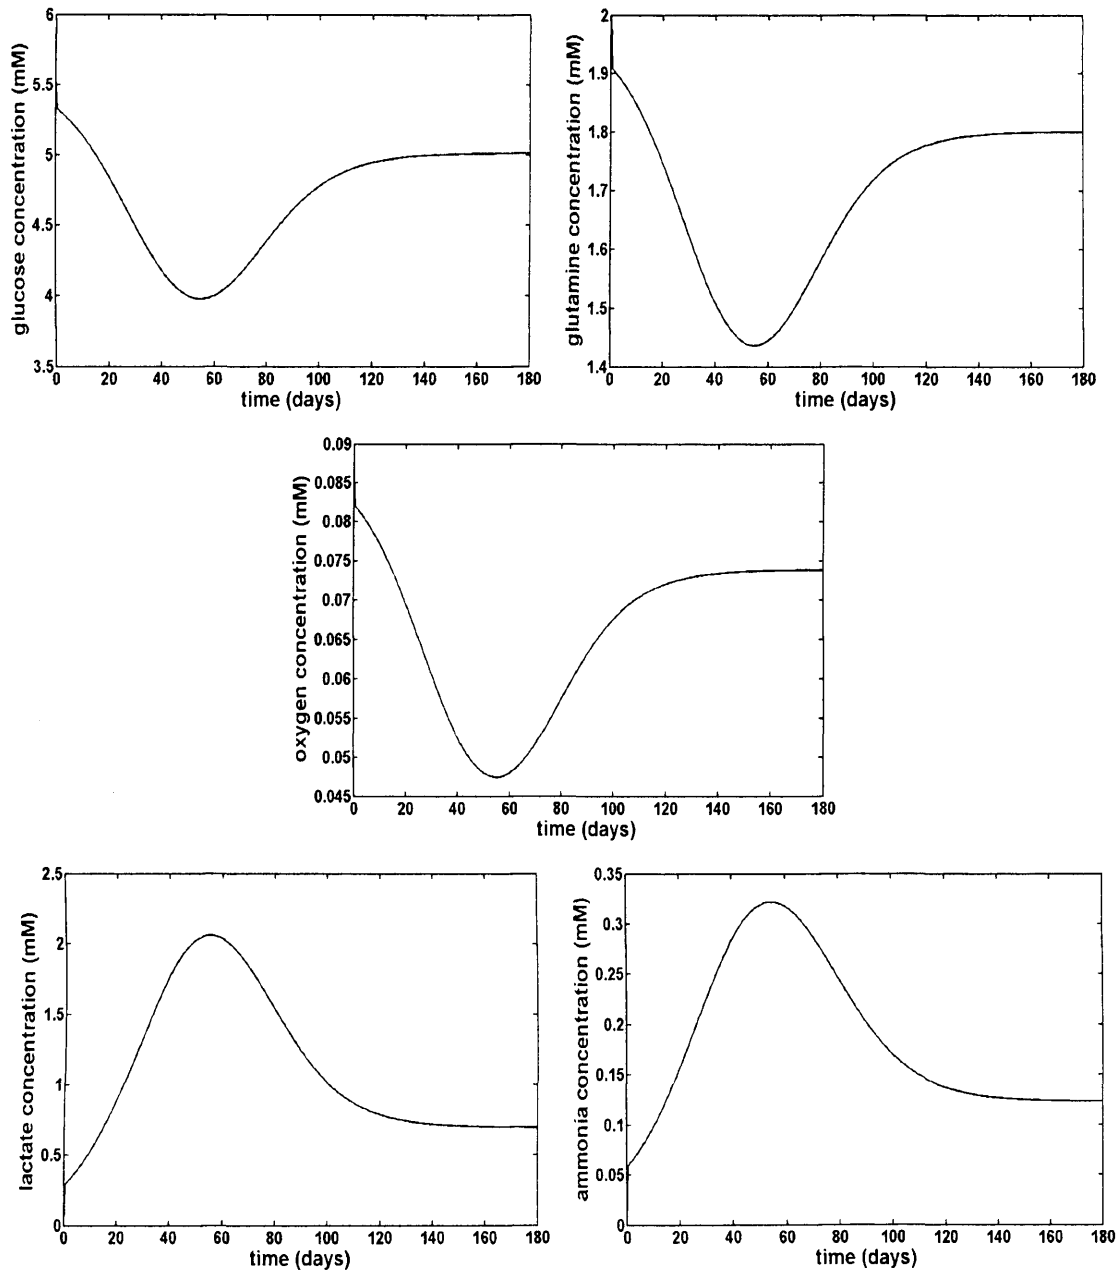 glucose concentration (mM)
6
5.5
5
4.5
4
3.5
0 20 40 60 80 100 120 140 160 180
time (days)
glutamine concentration (mM)
2
1.9
1.8
1.7
1.6
1.5
1.4
0 20 40 60 80 100 120 140 160 180
time (days)
oxygen concentration (mM)
0.09
0.085
0.08
0.075
0.07
0.065
0.06
0.055
0.05
0.045
0 20 40 60 80 100 120 140 160 180
time (days)
lactate concentration (mM)
2.5
2
1.5
1
0.5
0
0 20 40 60 80 100 120 140 160 180
time (days)
ammonia concentration (mM)
0.35
0.3
0.25
0.2
0.15
0.1
0.05
0
0 20 40 60 80 100 120 140 160 180
time (days)